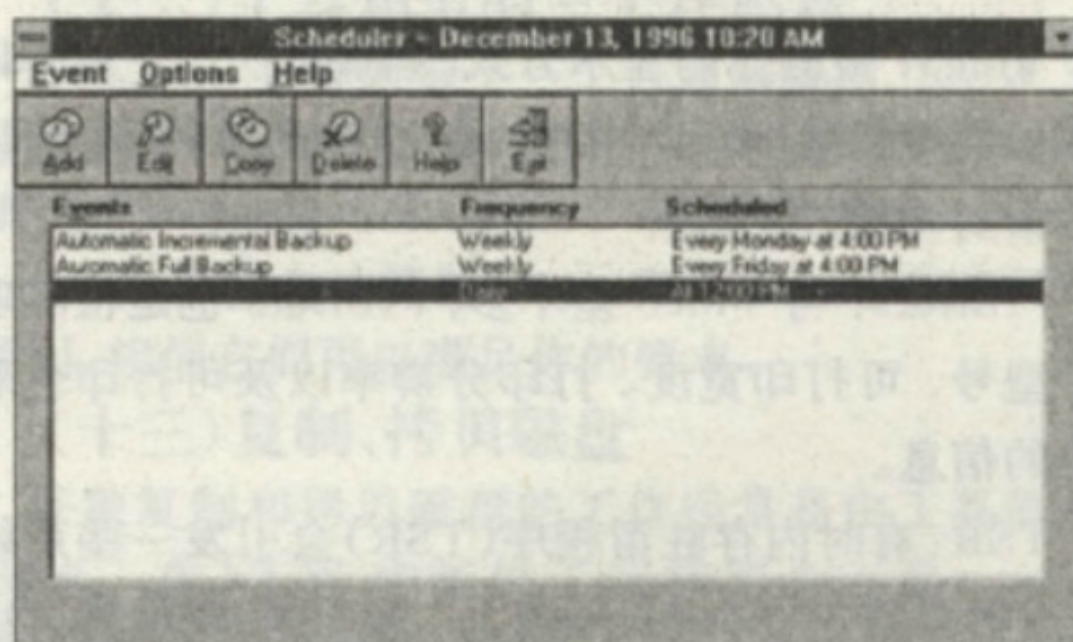 Scheduler - December 13, 1996 10:20 AM
Event Options Help
Add Edit Copy Delete Help Exit
Events Frequency Scheduled
Automatic Incremental Backup Weekly Every Monday at 4:00 PM
Automatic Full Backup Weekly Every Friday at 4:00 PM
At 12:00 PM